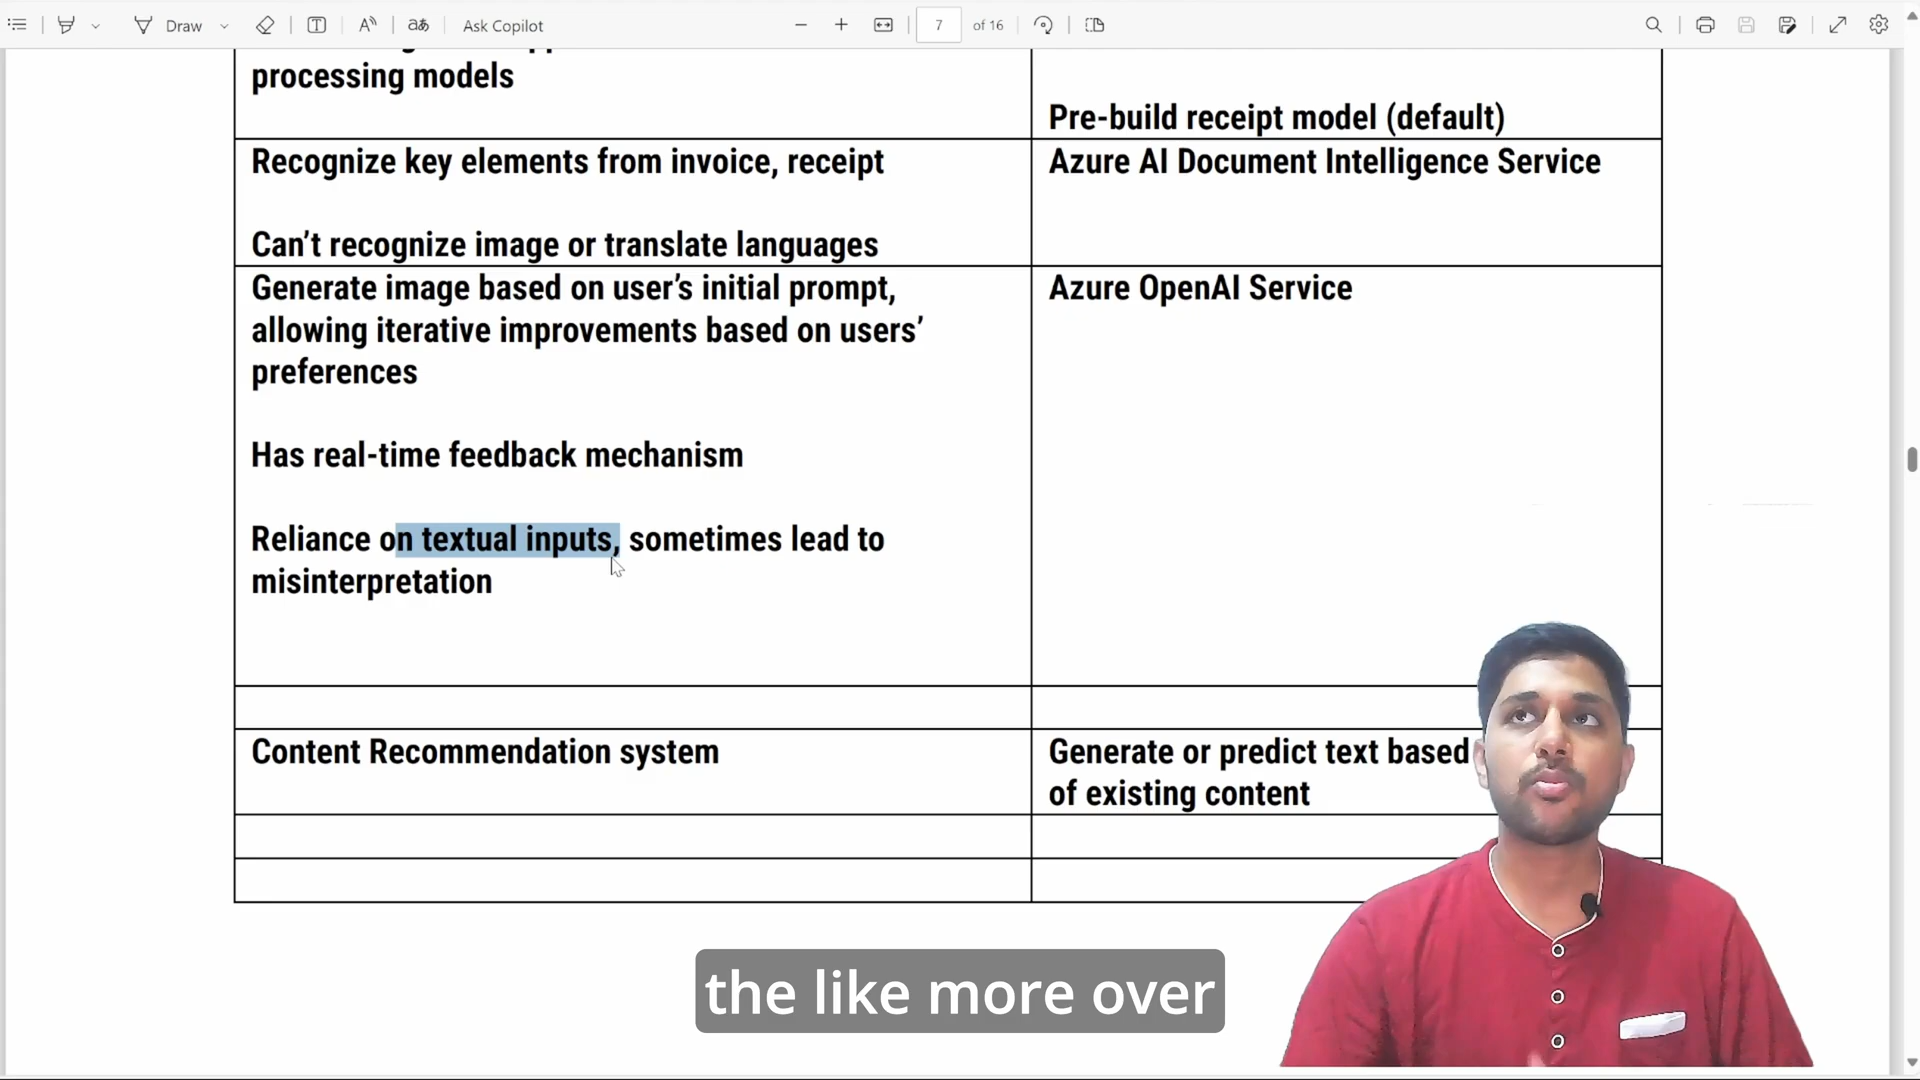 Draw
Ask Copilot
7 of 16
processing models
Pre-build receipt model (default)
Recognize key elements from invoice, receipt
Azure AI Document Intelligence Service
Can't recognize image or translate languages
Generate image based on user's initial prompt,
allowing iterative improvements based on users'
preferences
Azure OpenAI Service
Has real-time feedback mechanism
Reliance on textual inputs, sometimes lead to
misinterpretation
Content Recommendation system
Generate or predict text based
of existing content
the like more over